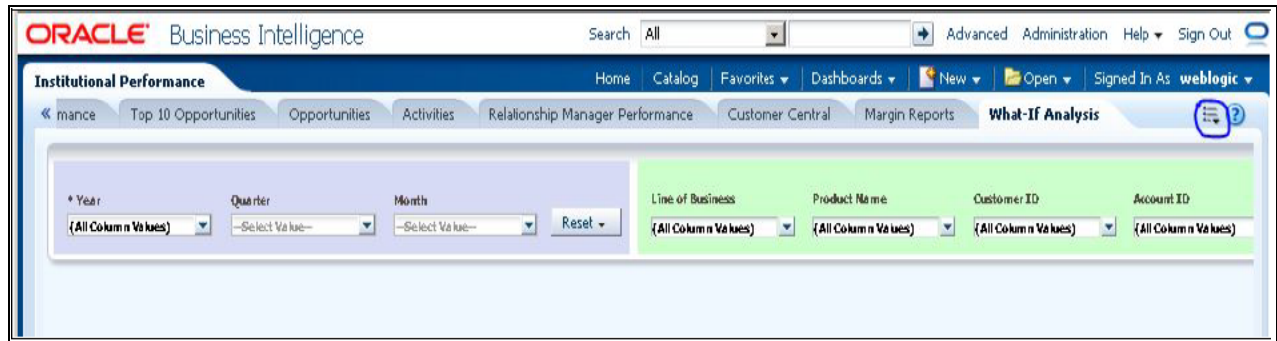 ORACLE Business Intelligence Search All Advanced Administration Help Sign Out
Institutional Performance Home Catalog Favorites Dashboards New Open Signed In As weblogic
« mance Top 10 Opportunities Opportunities Activities Relationship Manager Performance Customer Central Margin Reports What-If Analysis ?
* Year Quarter Month Line of Business Product Name Customer ID Account ID
(All Column Values) --Select Value-- --Select Value-- Reset (All Column Values) (All Column Values) (All Column Values) (All Column Values)